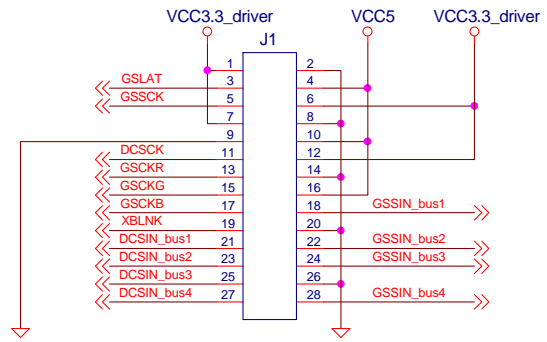 VCC3.3_driver VCC5 VCC3.3_driver
J1
1 2
GSLAT 3 4
GSSCK 5 6
7 8
9 10
DCSCK 11 12
GSCKR 13 14
GSCKG 15 16
GSCKB 17 18 GSSIN_bus1
XBLNK 19 20
DCSIN_bus1 21 22 GSSIN_bus2
DCSIN_bus2 23 24 GSSIN_bus3
DCSIN_bus3 25 26
DCSIN_bus4 27 28 GSSIN_bus4